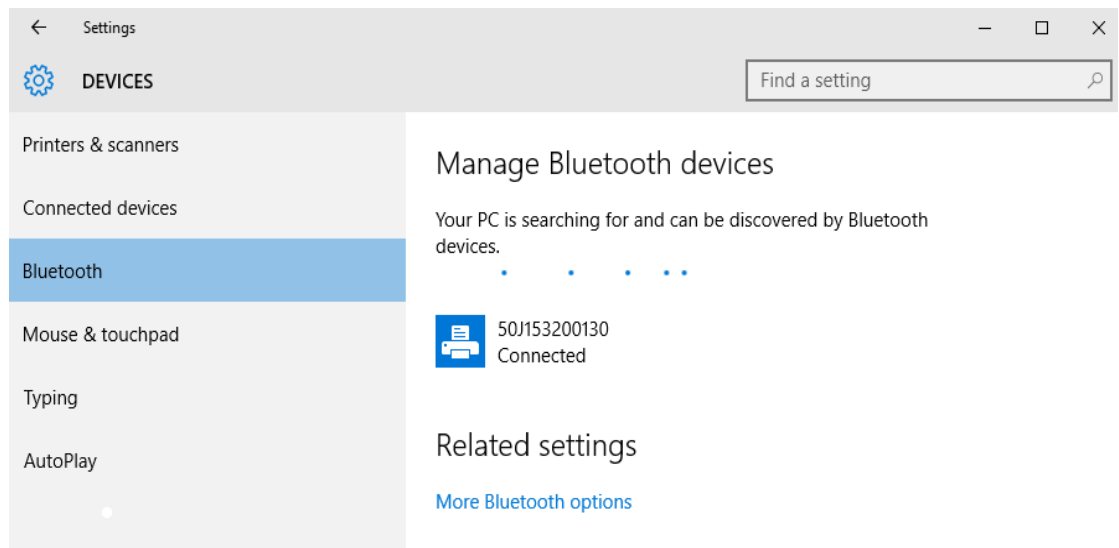 Settings
DEVICES
Find a setting
Printers & scanners
Connected devices
Bluetooth
Mouse & touchpad
Typing
AutoPlay
Manage Bluetooth devices
Your PC is searching for and can be discovered by Bluetooth
devices.
50J153200130
Connected
Related settings
More Bluetooth options